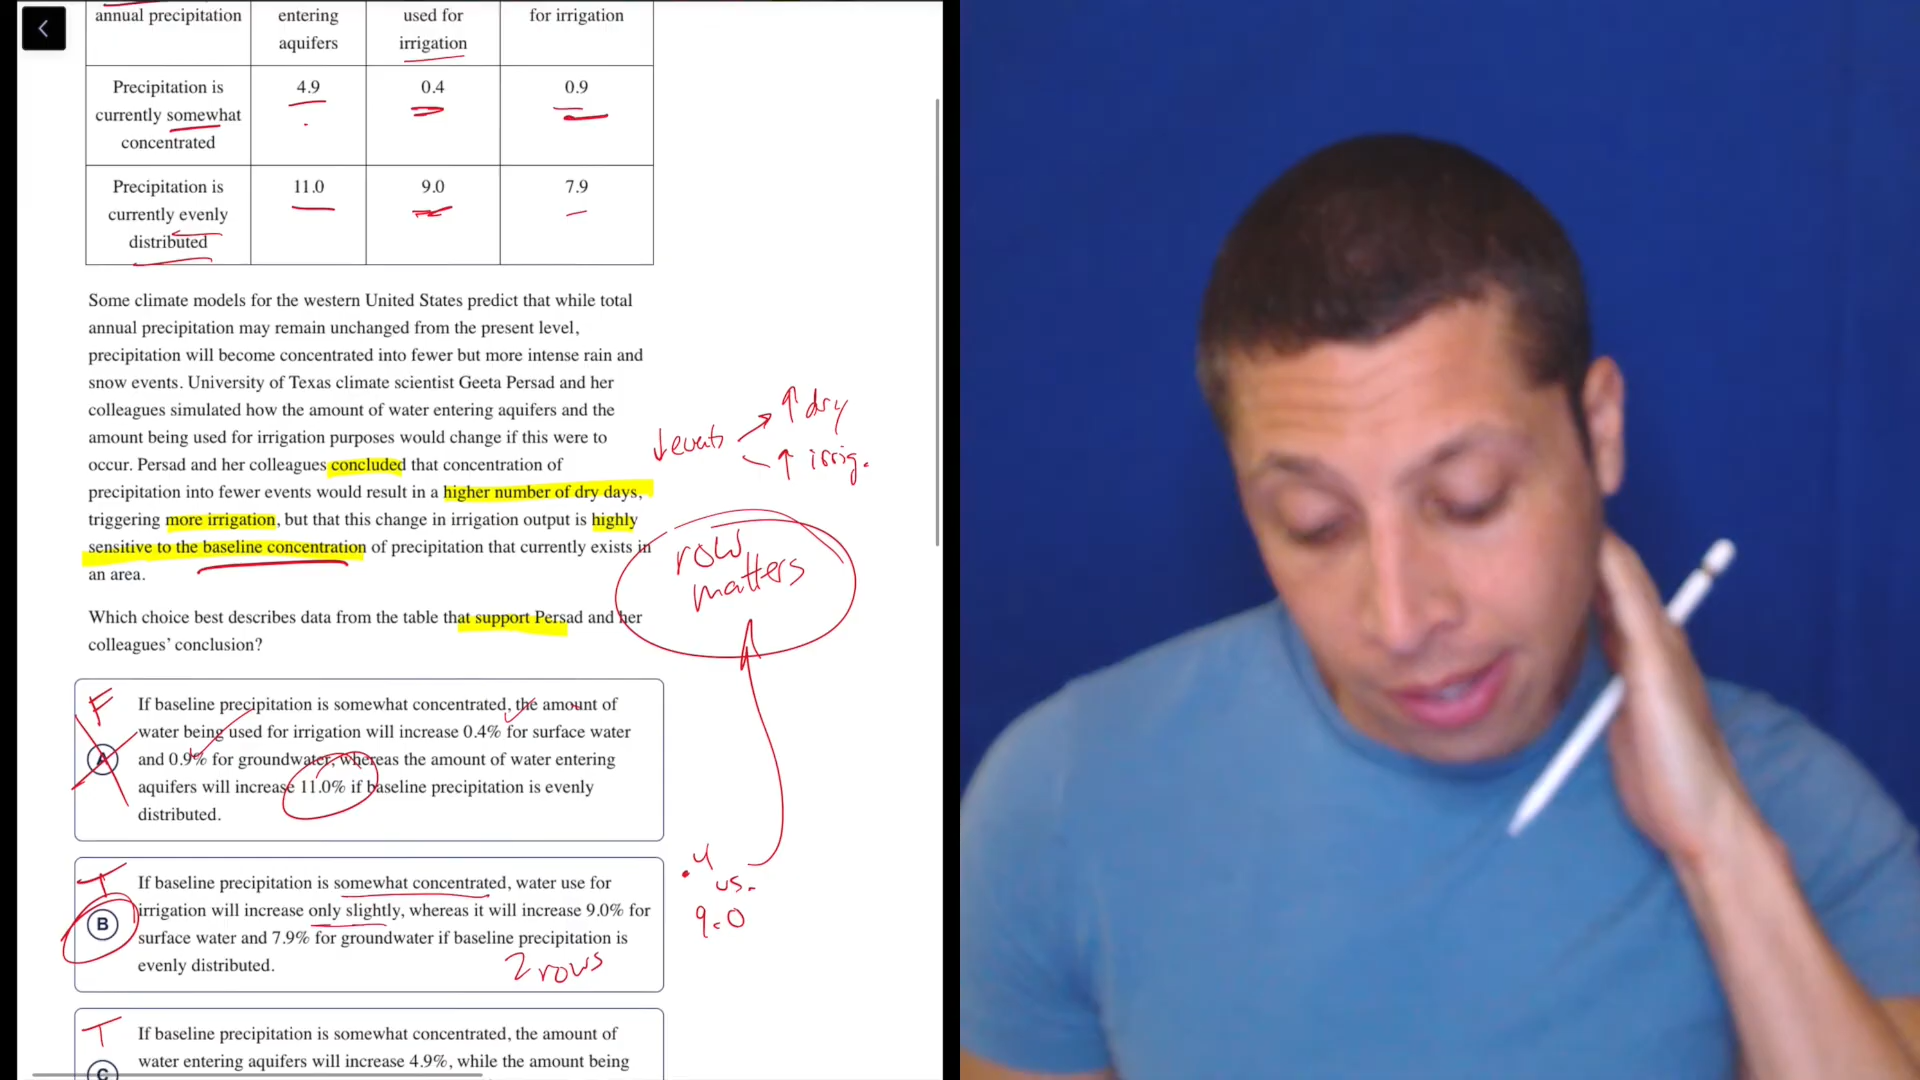 annual precipitation
entering
aquifers
used for
irrigation
for irrigation
Precipitation is
currently somewhat
concentrated
4.9
0.4
0.9
Precipitation is
currently evenly
distributed
11.0
9.0
7.9
Some climate models for the western United States predict that while total
annual precipitation may remain unchanged from the present level,
precipitation will become concentrated into fewer but more intense rain and
snow events. University of Texas climate scientist Geeta Persad and her
colleagues simulated how the amount of water entering aquifers and the
amount being used for irrigation purposes would change if this were to
occur. Persad and her colleagues concluded that concentration of
precipitation into fewer events would result in a higher number of dry days,
triggering more irrigation, but that this change in irrigation output is highly
sensitive to the baseline concentration of precipitation that currently exists in
an area.
↓events
↑ dry
↑ irrig.
row
matters
Which choice best describes data from the table that support Persad and her
colleagues’ conclusion?
F
A
If baseline precipitation is somewhat concentrated, the amount of
water being used for irrigation will increase 0.4% for surface water
and 0.9% for groundwater, whereas the amount of water entering
aquifers will increase 11.0% if baseline precipitation is evenly
distributed.
T
B
If baseline precipitation is somewhat concentrated, water use for
irrigation will increase only slightly, whereas it will increase 9.0% for
surface water and 7.9% for groundwater if baseline precipitation is
evenly distributed.
2 rows
.4
vs.
9.0
T
C
If baseline precipitation is somewhat concentrated, the amount of
water entering aquifers will increase 4.9%, while the amount being